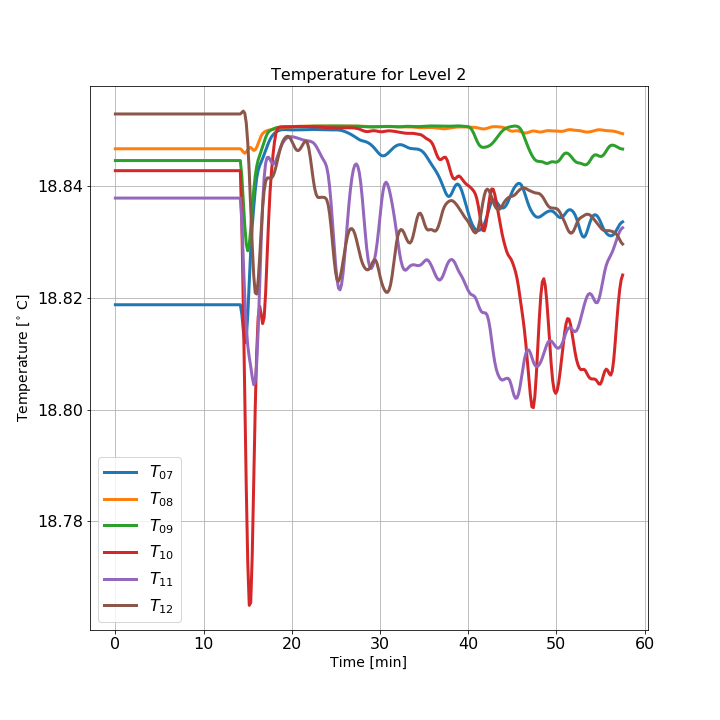 Temperature for Level 2
Temperature [° C]
18.84
18.82
18.80
18.78
T07
T08
T09
T10
T11
T12
0 10 20 30 40 50 60
Time [min]